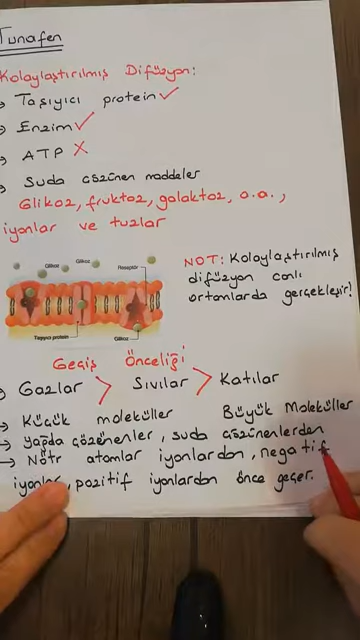 Tunafen
Kolaylaştırılmış Difüzyon:
→ Taşıyıcı protein ✓
→ Enzim ✓
→ ATP X
→ Suda çözünen maddeler
Glikoz, fruktoz, galaktoz, a.a.,
iyonlar ve tuzlar
Glikoz Glikoz Reseptör
Taşıyıcı protein Glikoz
NOT: Kolaylaştırılmış
difüzyon canlı
ortamlarda gerçekleşir!
Geçiş Önceliği
→ Gazlar > Sıvılar > Katılar
→ Küçük moleküller Büyük Moleküller
→ yağda çözünenler, suda çözünenlerden
→ Nötr atomlar iyonlardan, negatif
iyonlar, pozitif iyonlardan önce geçer.